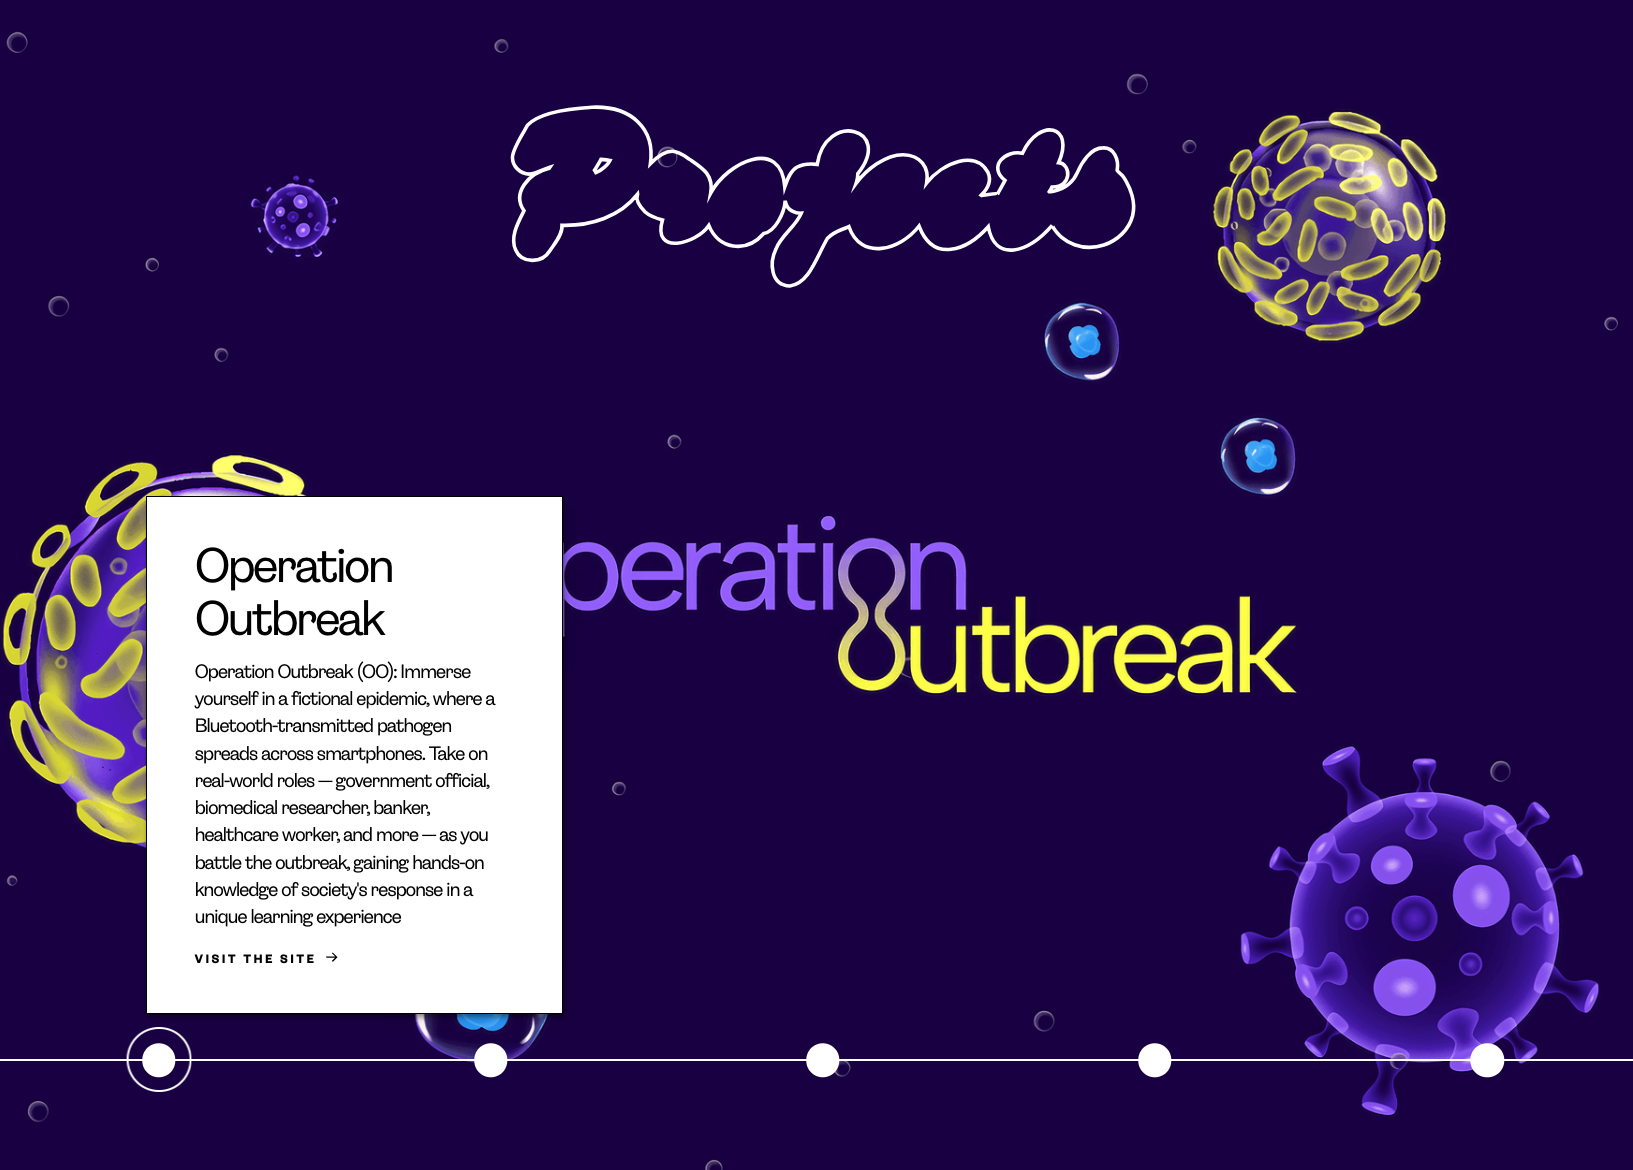 Projects
peration
outbreak
Operation
Outbreak
Operation Outbreak (OO): Immerse
yourself in a fictional epidemic, where a
Bluetooth-transmitted pathogen
spreads across smartphones. Take on
real-world roles — government official,
biomedical researcher, banker,
healthcare worker, and more — as you
battle the outbreak, gaining hands-on
knowledge of society's response in a
unique learning experience
VISIT THE SITE →